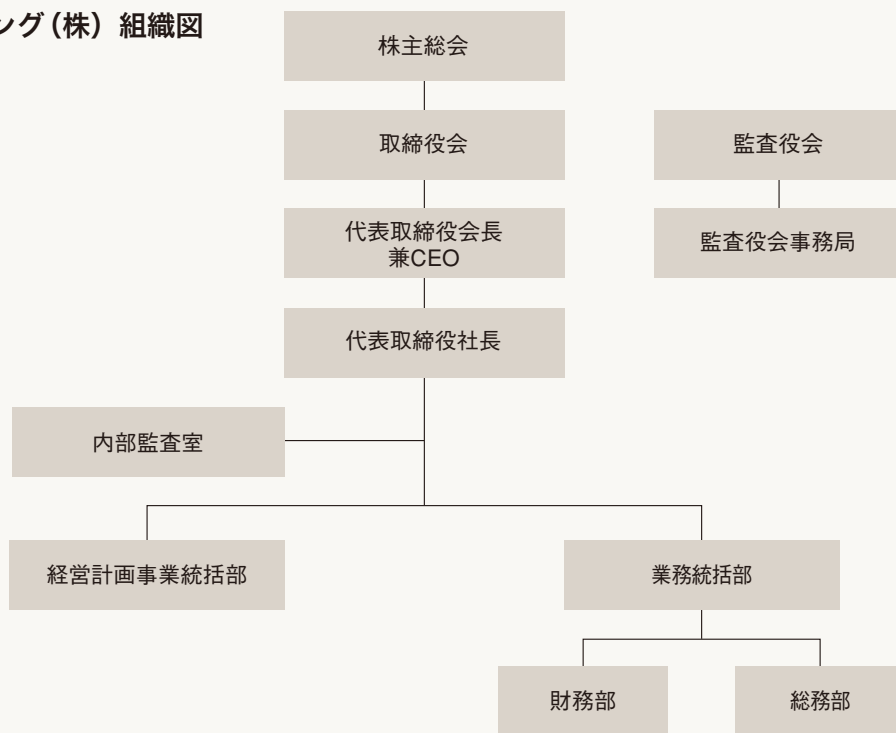 ング(株) 組織図
株主総会
取締役会
監査役会
代表取締役会長
兼CEO
監査役会事務局
代表取締役社長
内部監査室
経営計画事業統括部
業務統括部
財務部
総務部